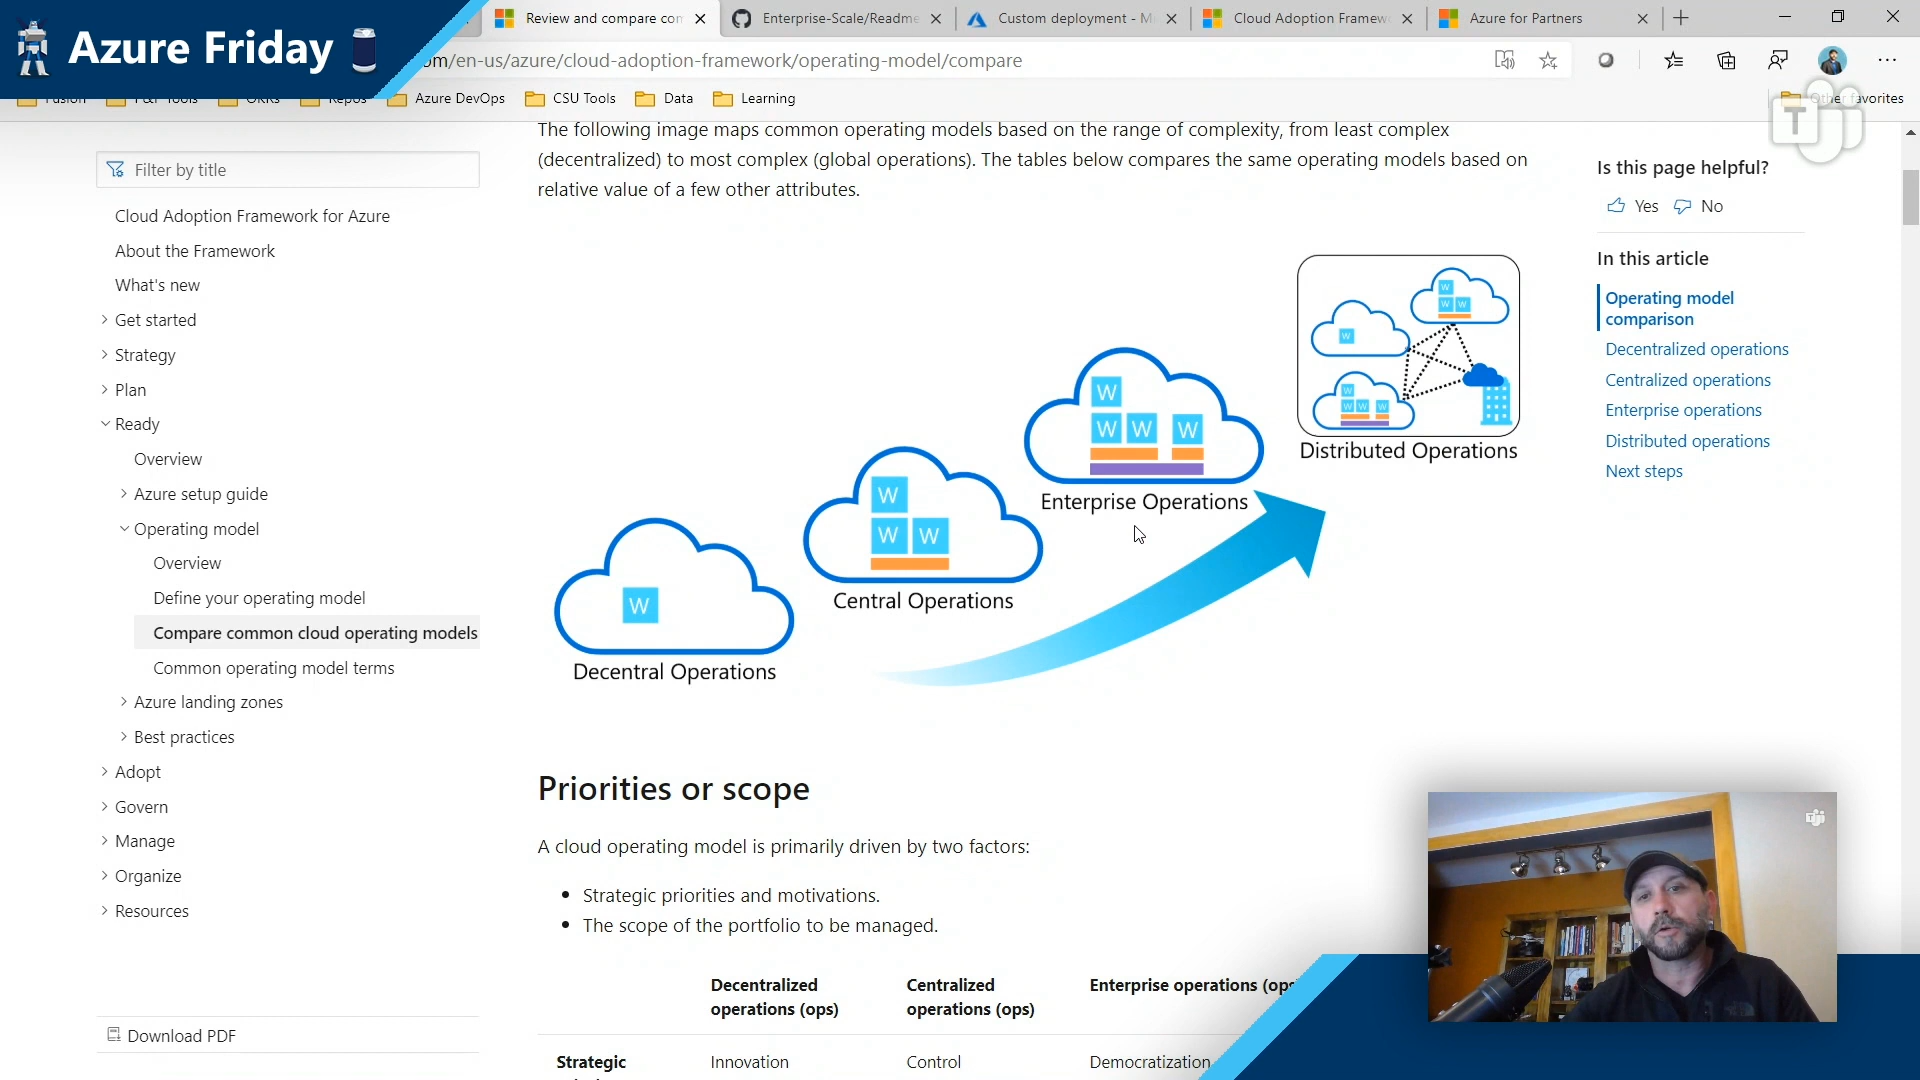 Azure Friday
Review and compare con
Enterprise-Scale/Readme
Custom deployment - M
Cloud Adoption Framew
Azure for Partners
om/en-us/azure/cloud-adoption-framework/operating-model/compare
Fusion
P&P Tools
OKRs
Repos
Azure DevOps
CSU Tools
Data
Learning
Other favorites
T
Filter by title
Cloud Adoption Framework for Azure
About the Framework
What's new
Get started
Strategy
Plan
Ready
Overview
Azure setup guide
Operating model
Overview
Define your operating model
Compare common cloud operating models
Common operating model terms
Azure landing zones
Best practices
Adopt
Govern
Manage
Organize
Resources
Download PDF
The following image maps common operating models based on the range of complexity, from least complex
(decentralized) to most complex (global operations). The tables below compares the same operating models based on
relative value of a few other attributes.
W
Decentral Operations
W
W W
Central Operations
W
W W W
Enterprise Operations
W
W W
W
W
W W W
Distributed Operations
Priorities or scope
A cloud operating model is primarily driven by two factors:
• Strategic priorities and motivations.
• The scope of the portfolio to be managed.
Decentralized
operations (ops)
Centralized
operations (ops)
Enterprise operations (ops
Strategic
Innovation
Control
Democratization
Is this page helpful?
Yes No
In this article
Operating model
comparison
Decentralized operations
Centralized operations
Enterprise operations
Distributed operations
Next steps